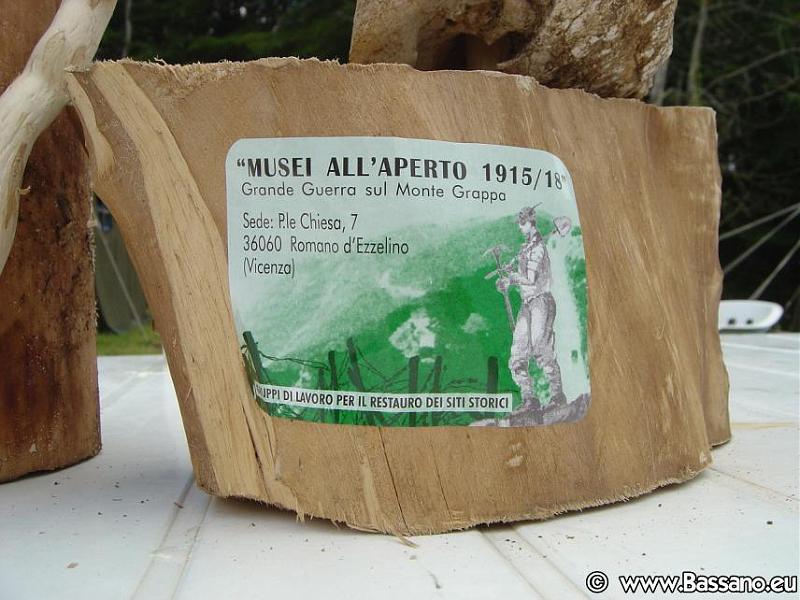 "MUSEI ALL'APERTO 1915/18"
Grande Guerra sul Monte Grappa
Sede: P.le Chiesa, 7
36060 Romano d'Ezzelino
(Vicenza)
DI LAVORO PER IL RESTAURO DEI SITI STORICI
© www.Bassano.eu